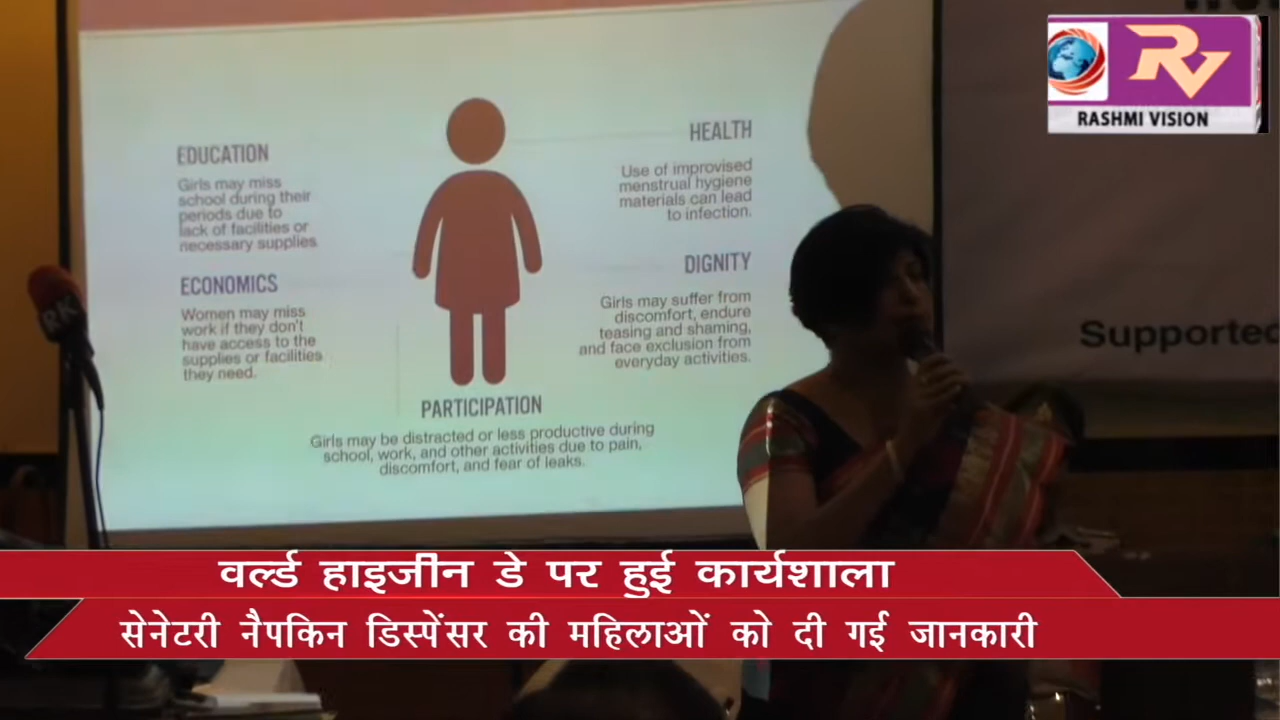 RV
RASHMI VISION
EDUCATION
Girls may miss
school during their
periods due to
lack of facilities or
necessary supplies.
HEALTH
Use of improvised
menstrual hygiene
materials can lead
to infection.
ECONOMICS
Women may miss
work if they don't
have access to the
supplies or facilities
they need.
DIGNITY
Girls may suffer from
discomfort, endure
teasing and shaming,
and face exclusion from
everyday activities.
PARTICIPATION
Girls may be distracted or less productive during
school, work, and other activities due to pain,
discomfort, and fear of leaks.
RK
Supported
वर्ल्ड हाइजीन डे पर हुई कार्यशाला
सेनेटरी नैपकिन डिस्पेंसर की महिलाओं को दी गई जानकारी